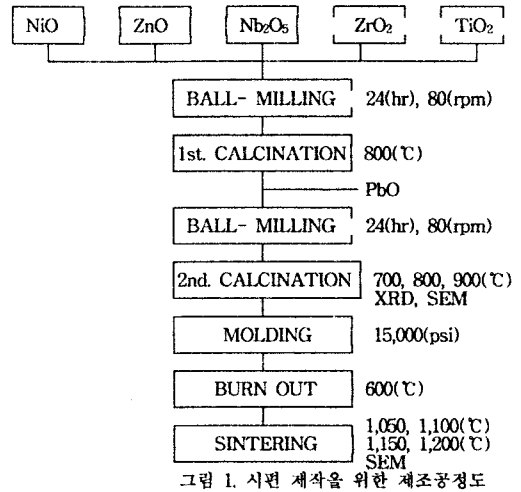 NiO ZnO Nb₂O₅ ZrO₂ TiO₂
BALL- MILLING 24(hr), 80(rpm)
1st. CALCINATION 800(℃)
PbO
BALL- MILLING 24(hr), 80(rpm)
2nd. CALCINATION 700, 800, 900(℃)
XRD, SEM
MOLDING 15,000(psi)
BURN OUT 600(℃)
1,050, 1,100(℃)
SINTERING 1,150, 1,200(℃)
SEM
그림 1. 시편 제작을 위한 제조공정도